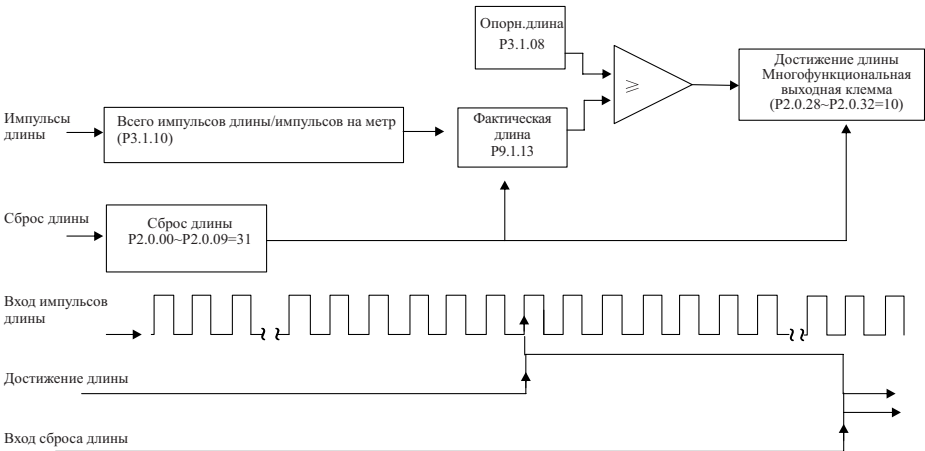 Опорн.длина
P3.1.08
≥
Достижение длины
Многофункциональная
выходная клемма
(P2.0.28~P2.0.32=10)
Импульсы
длины
Всего импульсов длины/импульсов на метр
(P3.1.10)
Фактическая
длина
P9.1.13
Сброс длины
Сброс длины
P2.0.00~P2.0.09=31
Вход импульсов
длины
Достижение длины
Вход сброса длины